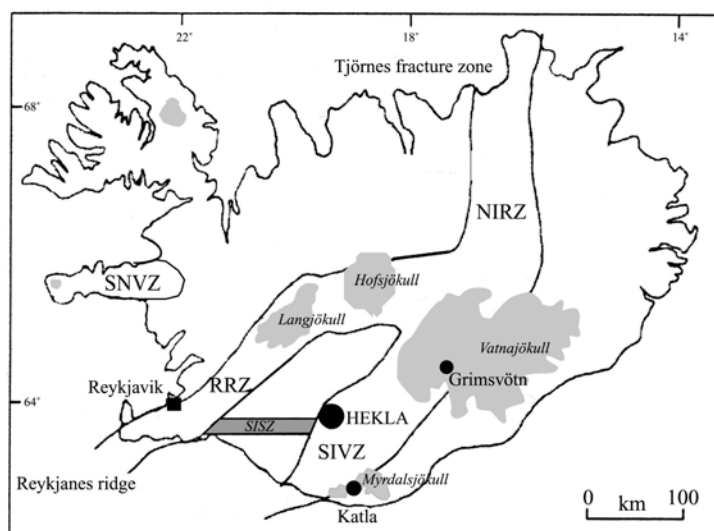 22°
18°
14°
Tjörnes fracture zone
68°
NIRZ
SNVZ
Hofsjökull
Langjökull
Vatnajökull
Reykjavik
RRZ
Grimsvötn
64°
HEKLA
SISZ
SIVZ
Reykjanes ridge
Myrdalsjökull
Katla
0 100
km